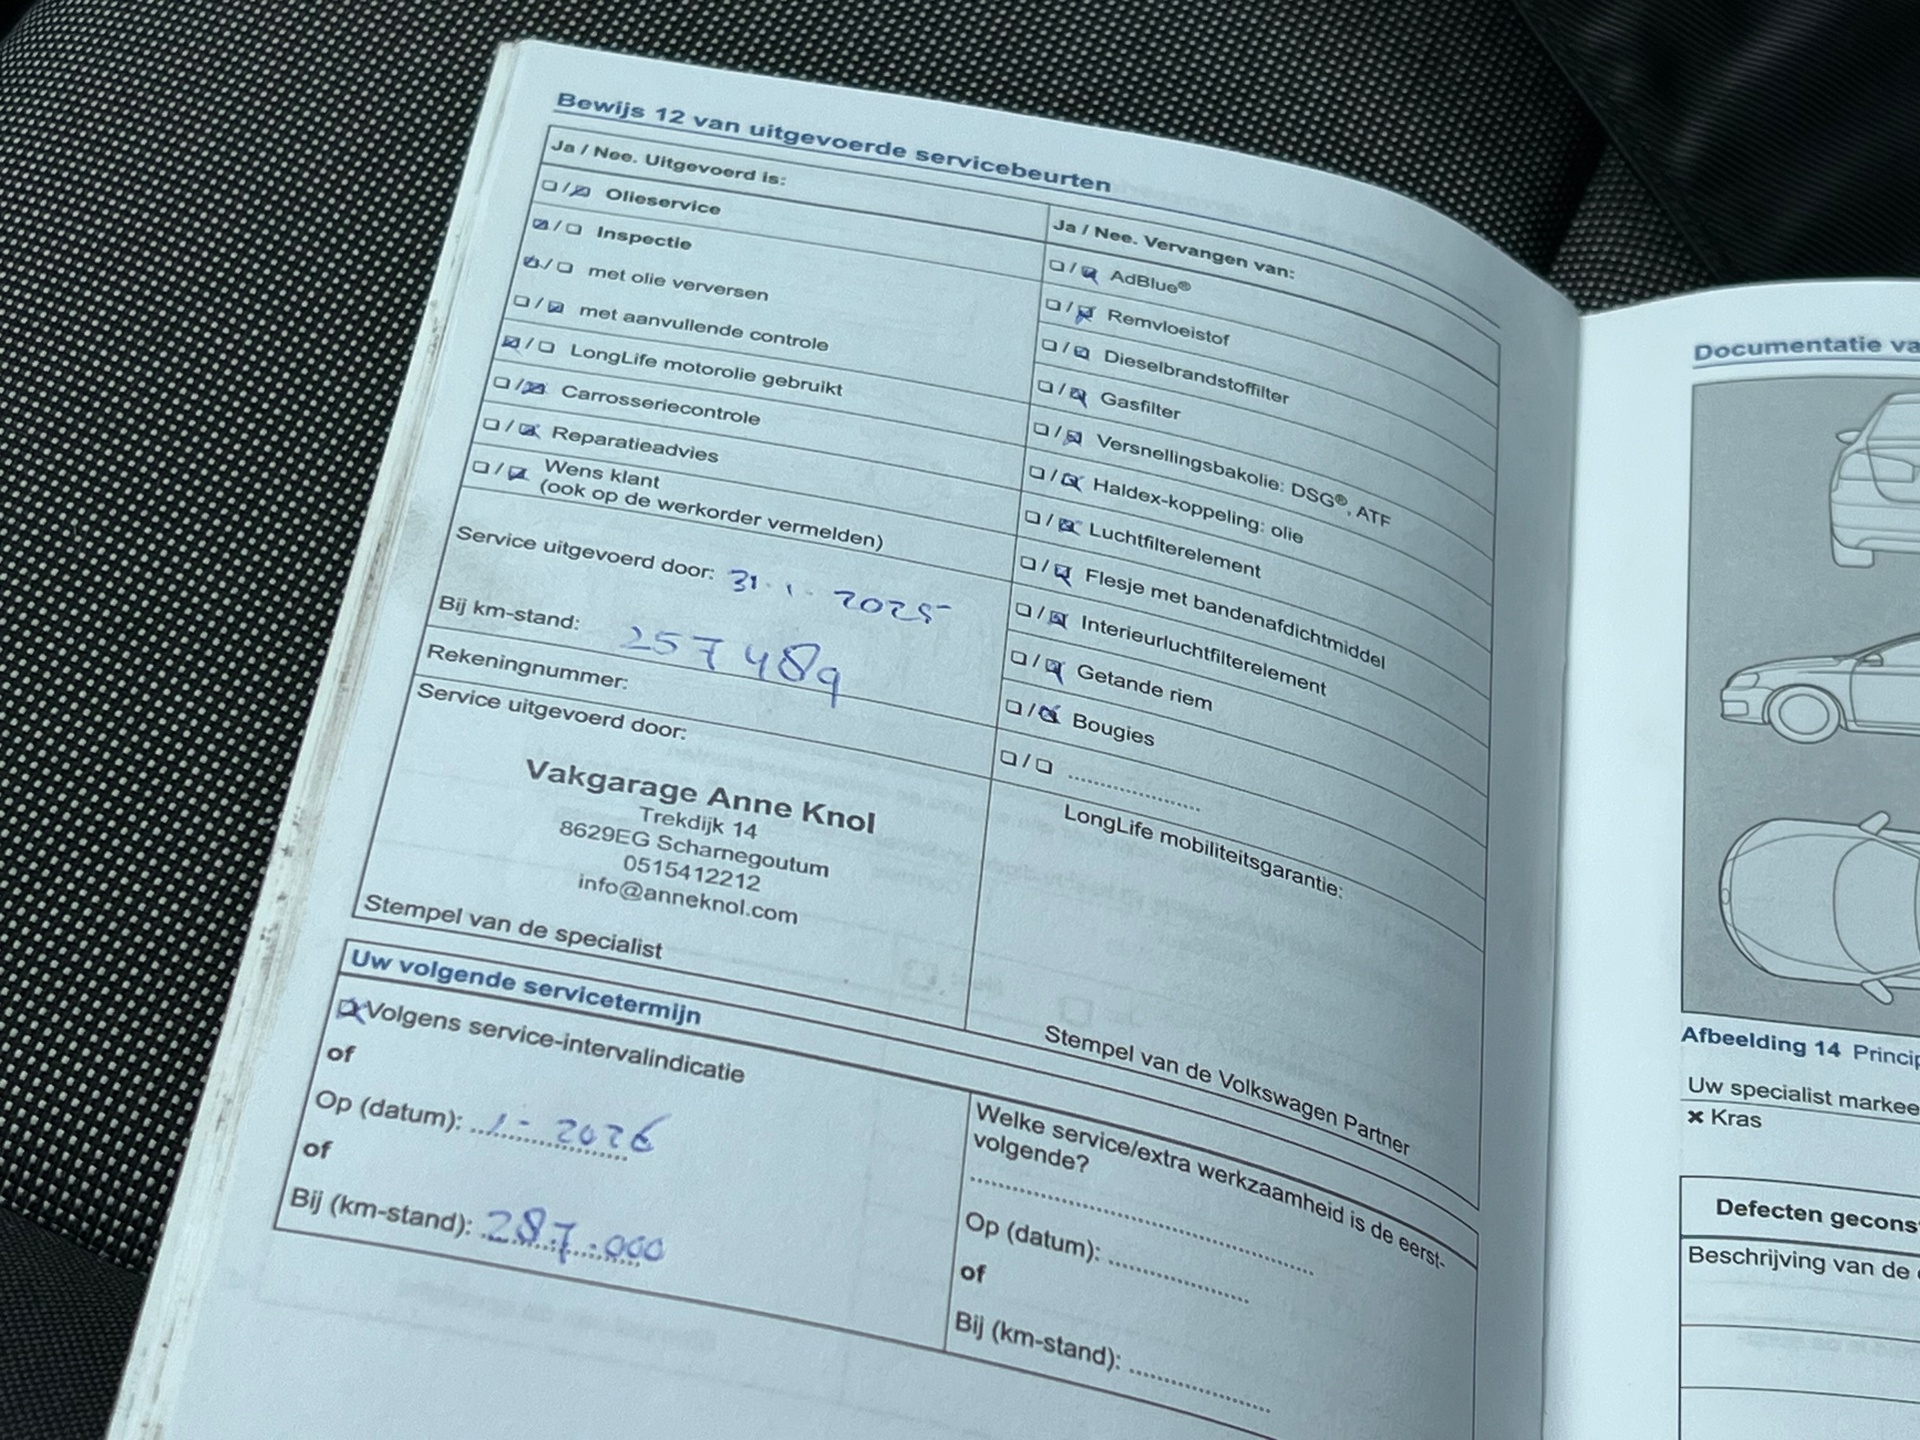 Bewijs 12 van uitgevoerde servicebeurten
Ja / Nee. Uitgevoerd is:
☐ / ☒ Olieservice
☒ / ☐ Inspectie
☒ / ☐ met olie verversen
☐ / ☒ met aanvullende controle
☒ / ☐ LongLife motorolie gebruikt
☐ / ☒ Carrosseriecontrole
☐ / ☒ Reparatieadvies
☐ / ☒ Wens klant
(ook op de werkorder vermelden)
Service uitgevoerd door: 31·1·2025
Bij km-stand: 257489
Rekeningnummer:
Service uitgevoerd door:
Vakgarage Anne Knol
Trekdijk 14
8629EG Scharnegoutum
0515412212
info@anneknol.com
Stempel van de specialist
Ja / Nee. Vervangen van:
☐ / ☒ AdBlue®
☐ / ☒ Remvloeistof
☐ / ☒ Dieselbrandstoffilter
☐ / ☒ Gasfilter
☐ / ☒ Versnellingsbakolie: DSG®, ATF
☐ / ☒ Haldex-koppeling: olie
☐ / ☒ Luchtfilterelement
☐ / ☒ Flesje met bandenafdichtmiddel
☐ / ☒ Interieurluchtfilterelement
☐ / ☒ Getande riem
☐ / ☒ Bougies
☐ / ☐ ....................
LongLife mobiliteitsgarantie:
Stempel van de Volkswagen Partner
Uw volgende servicetermijn
☒ Volgens service-intervalindicatie
of
Op (datum): 1-2026
of
Bij (km-stand): 287.000
Welke service/extra werkzaamheid is de eerst-
volgende?
..................................................
Op (datum): ....................
of
Bij (km-stand): ....................
Documentatie va
Afbeelding 14 Princip
Uw specialist markee
✖ Kras
Defecten geconst
Beschrijving van de